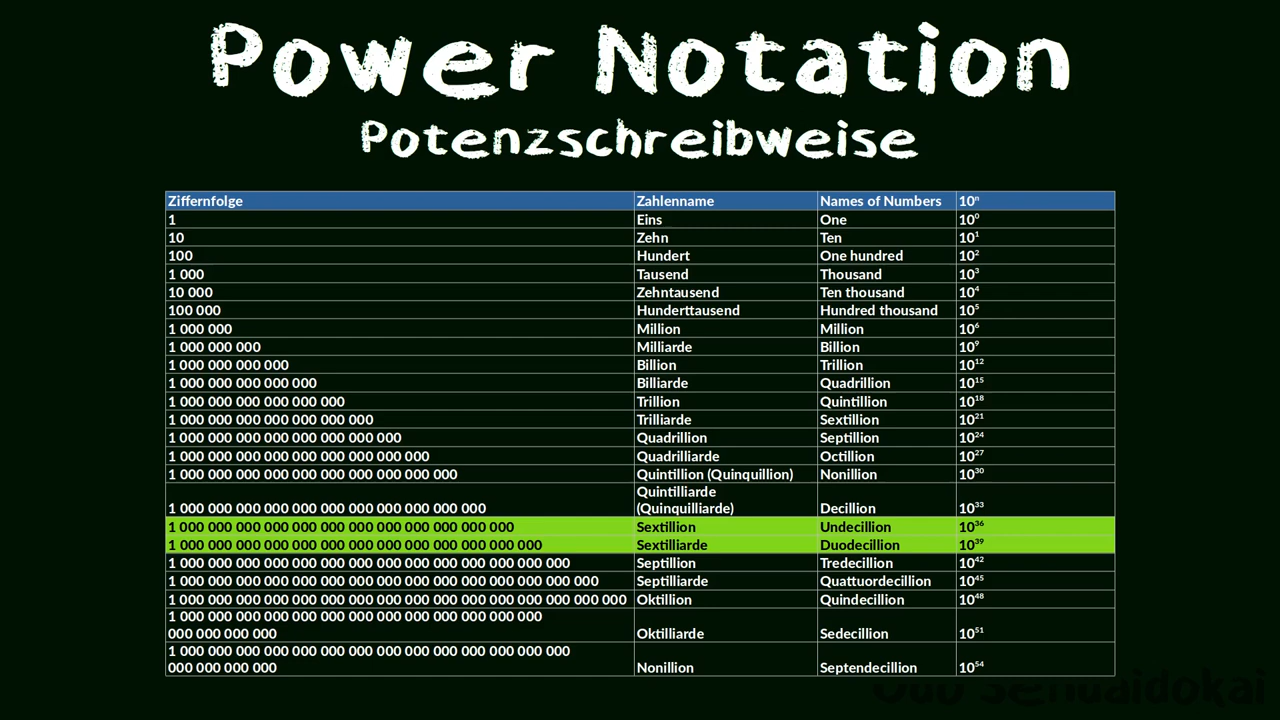 Power Notation
Potenzschreibweise
Ziffernfolge Zahlenname Names of Numbers 10ⁿ
1 Eins One 10⁰
10 Zehn Ten 10¹
100 Hundert One hundred 10²
1 000 Tausend Thousand 10³
10 000 Zehntausend Ten thousand 10⁴
100 000 Hunderttausend Hundred thousand 10⁵
1 000 000 Million Million 10⁶
1 000 000 000 Milliarde Billion 10⁹
1 000 000 000 000 Billion Trillion 10¹²
1 000 000 000 000 000 Billiarde Quadrillion 10¹⁵
1 000 000 000 000 000 000 Trillion Quintillion 10¹⁸
1 000 000 000 000 000 000 000 Trilliarde Sextillion 10²¹
1 000 000 000 000 000 000 000 000 Quadrillion Septillion 10²⁴
1 000 000 000 000 000 000 000 000 000 Quadrilliarde Octillion 10²⁷
1 000 000 000 000 000 000 000 000 000 000 Quintillion (Quinquillion) Nonillion 10³⁰
Quintilliarde
1 000 000 000 000 000 000 000 000 000 000 000 (Quinquilliarde) Decillion 10³³
1 000 000 000 000 000 000 000 000 000 000 000 000 Sextillion Undecillion 10³⁶
1 000 000 000 000 000 000 000 000 000 000 000 000 000 Sextilliarde Duodecillion 10³⁹
1 000 000 000 000 000 000 000 000 000 000 000 000 000 000 Septillion Tredecillion 10⁴²
1 000 000 000 000 000 000 000 000 000 000 000 000 000 000 000 Septilliarde Quattuordecillion 10⁴⁵
1 000 000 000 000 000 000 000 000 000 000 000 000 000 000 000 000 Oktillion Quindecillion 10⁴⁸
1 000 000 000 000 000 000 000 000 000 000 000 000 000
000 000 000 000 Oktilliarde Sedecillion 10⁵¹
1 000 000 000 000 000 000 000 000 000 000 000 000 000 000
000 000 000 000 Nonillion Septendecillion 10⁵⁴